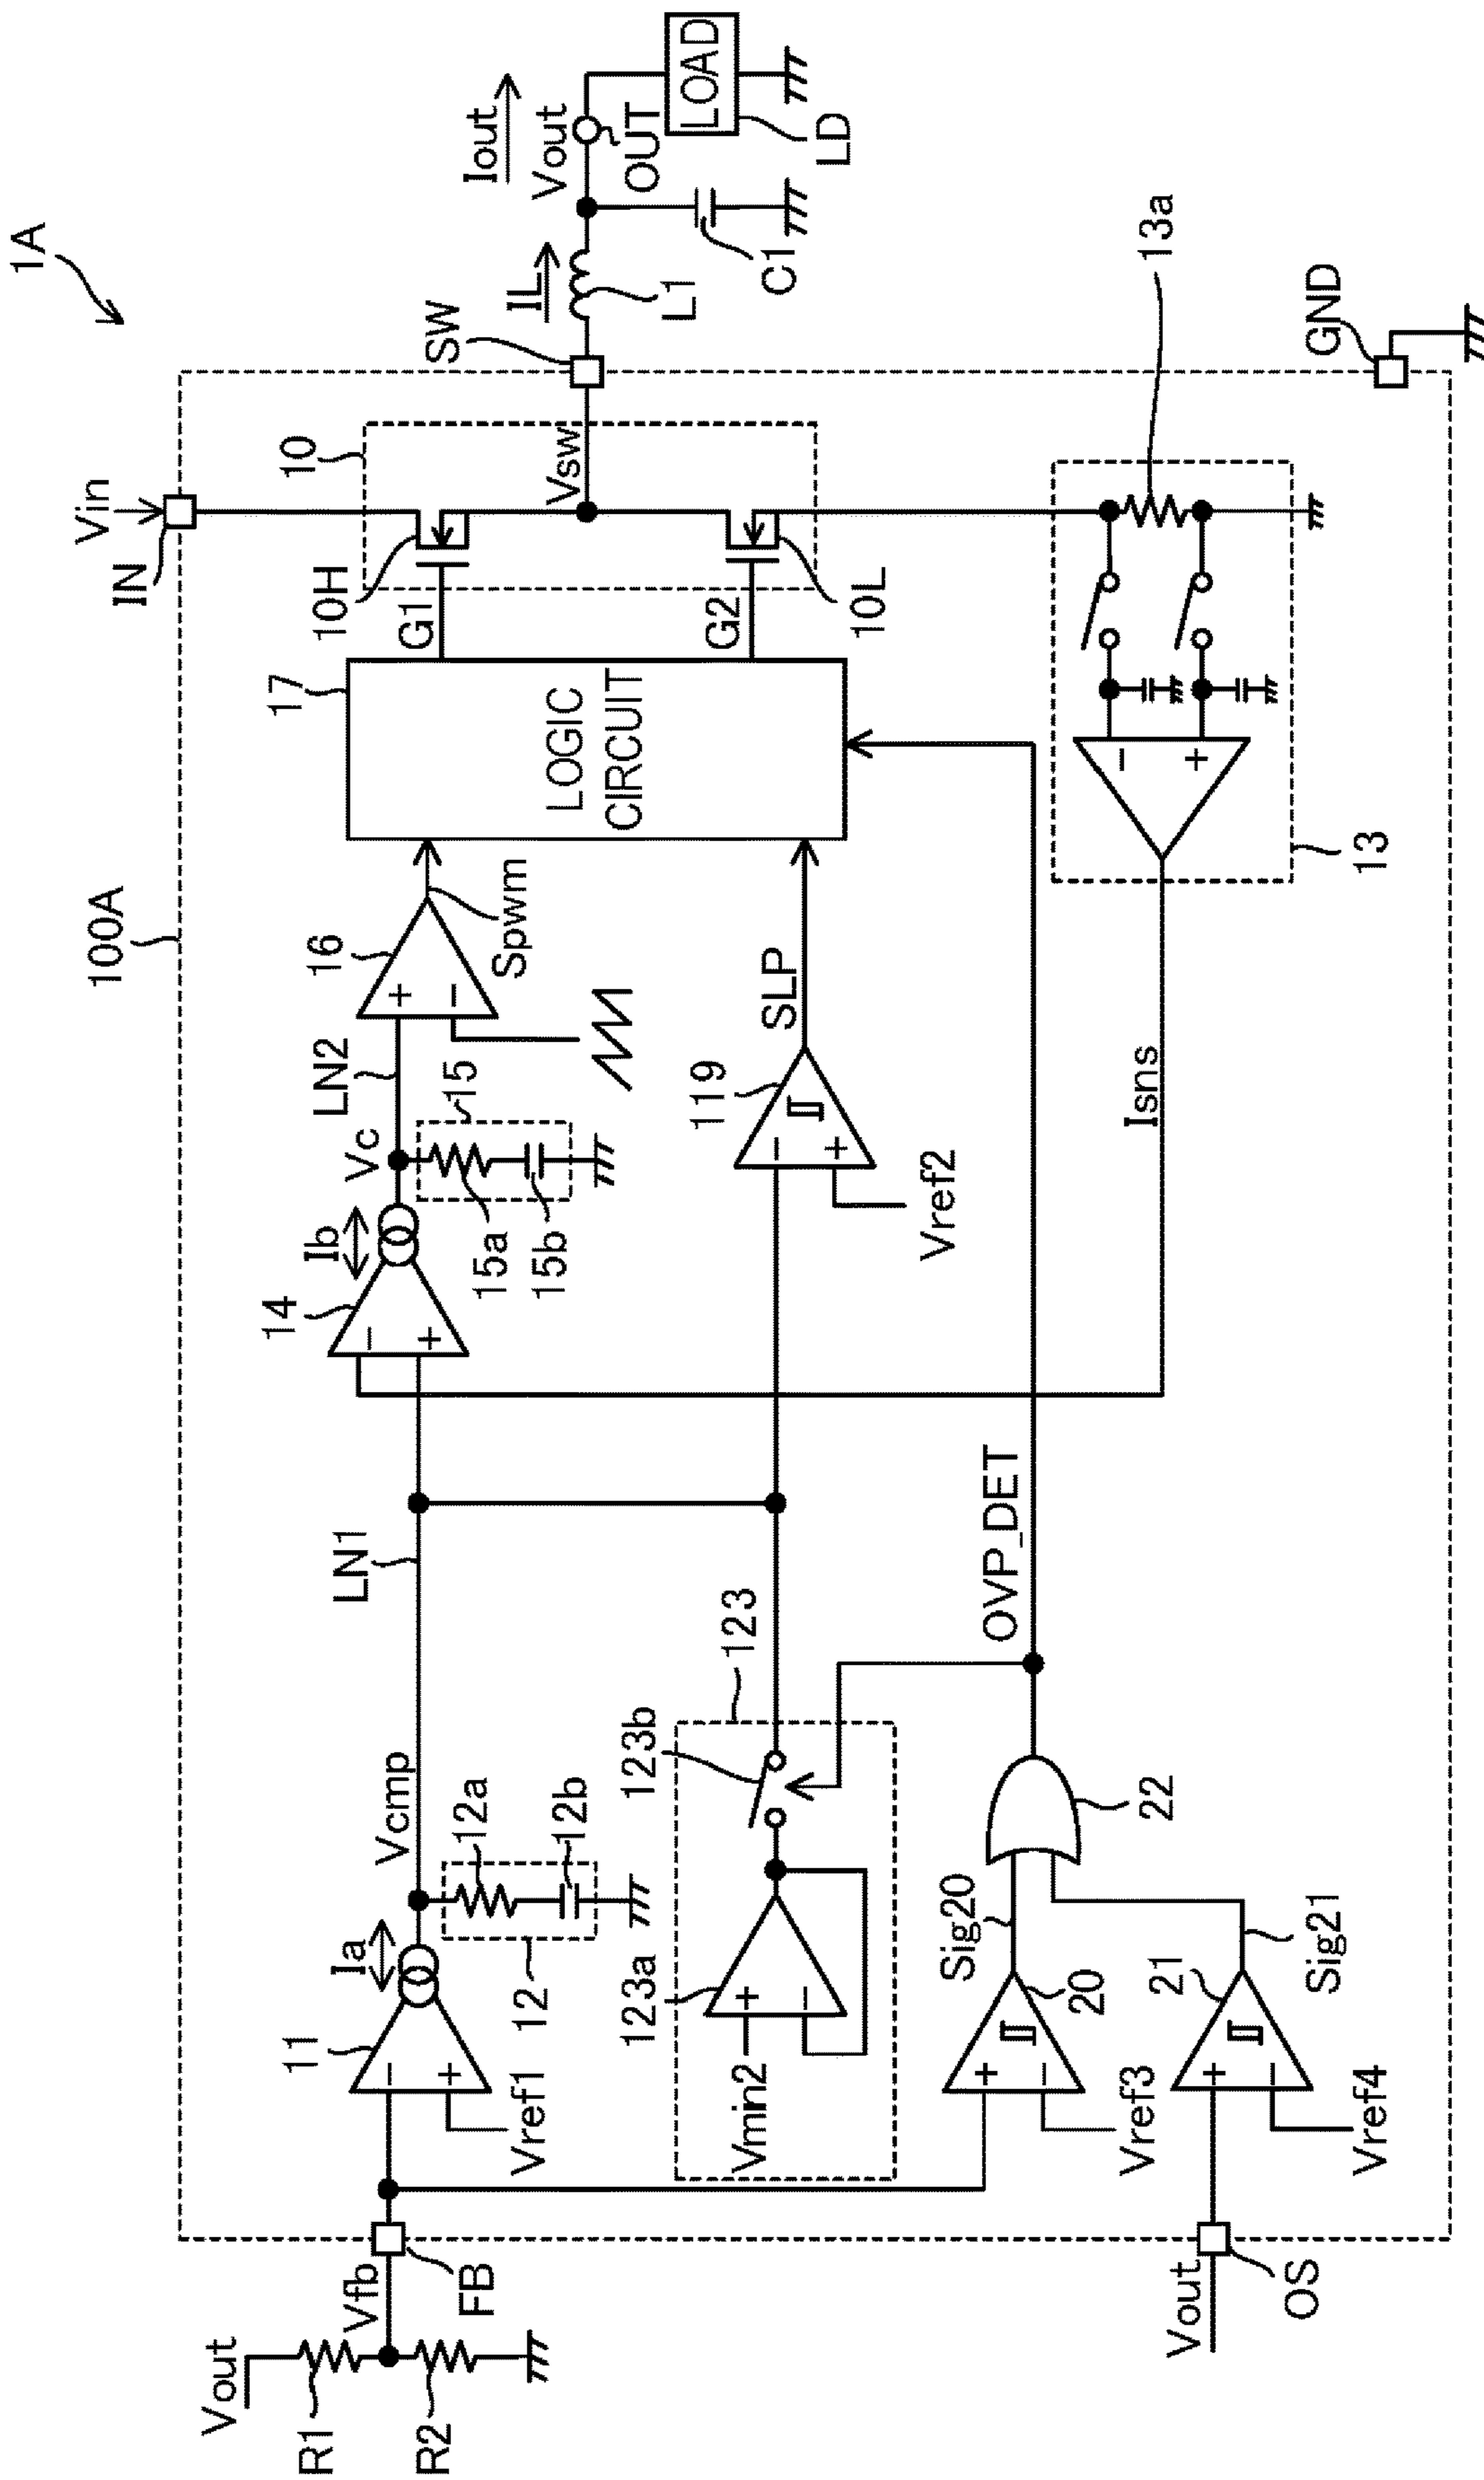 1A
100A
Vin
IN
10
10H
G1
Vsw
SW
IL
L1
Iout
Vout
OUT
LOAD
LD
C1
17
LOGIC
CIRCUIT
G2
10L
16
+
−
Spwm
LN2
Vc
15
15a
15b
Ib
14
−
+
LN1
Vcmp
12a
12b
12
Ia
11
−
+
Vref1
Vfb
FB
Vout
R1
R2
119
−
+
SLP
Vref2
123
123b
123a
+
−
Vmin2
OVP_DET
22
Sig20
20
+
−
Vref3
Sig21
21
+
−
Vref4
Vout
OS
Isns
13
−
+
13a
GND